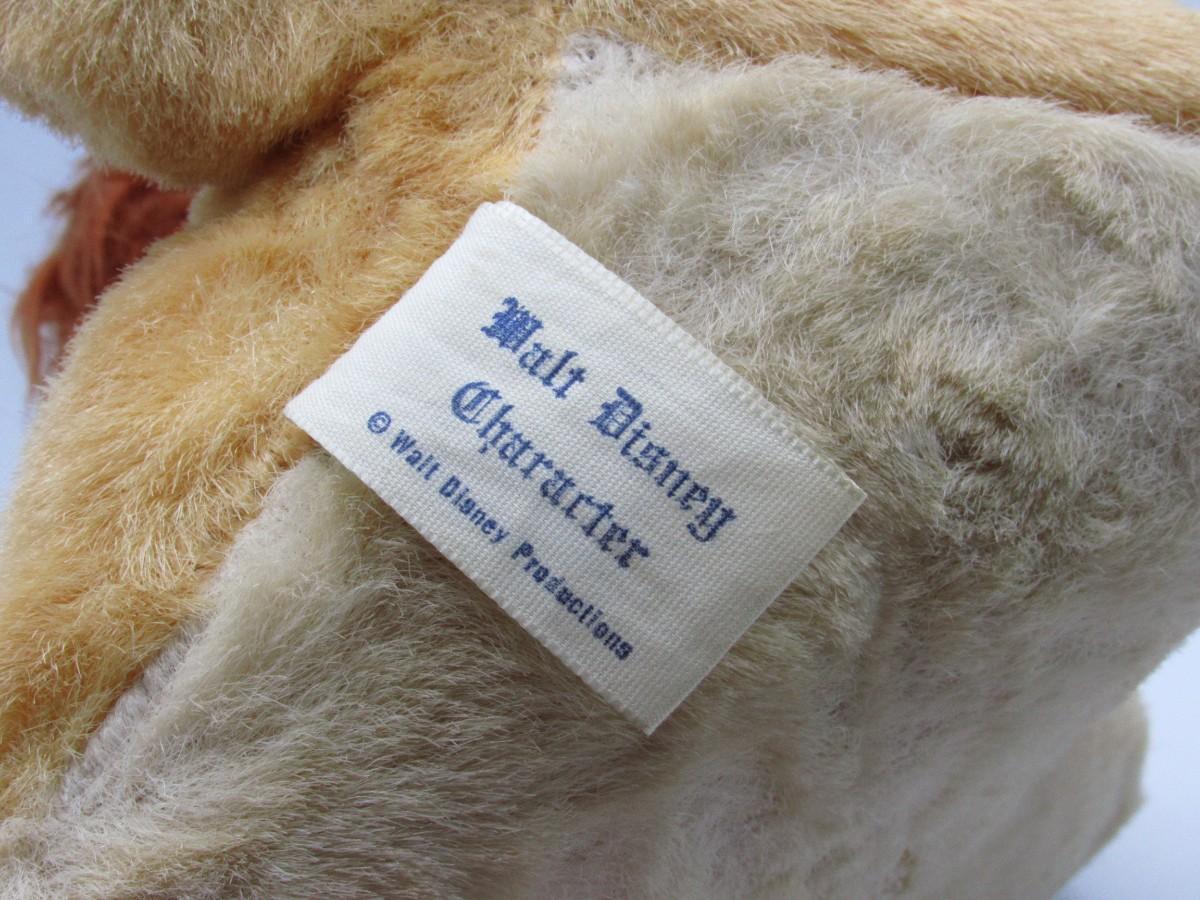 Walt Disney
Character
© Walt Disney Productions